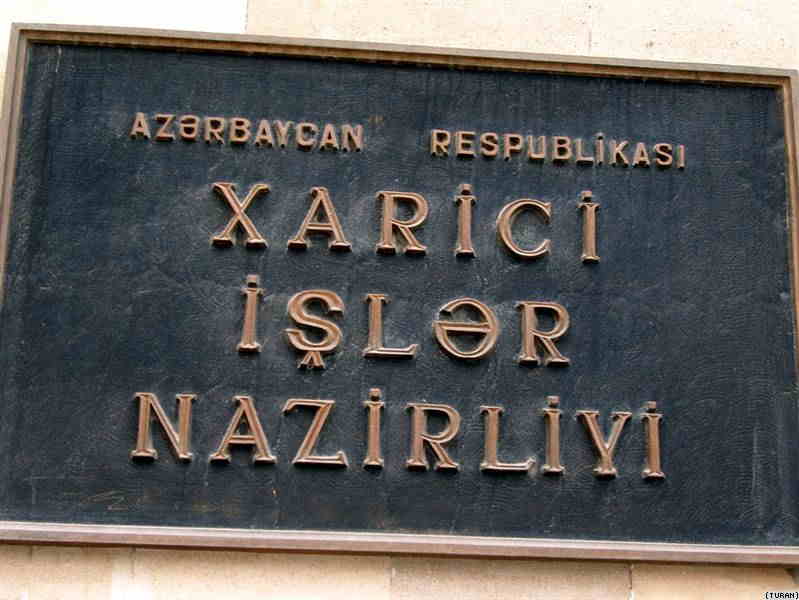 AZƏRBAYCAN RESPUBLİKASI
XARİCİ
İŞLƏR
NAZİRLİYİ
(TURAN)